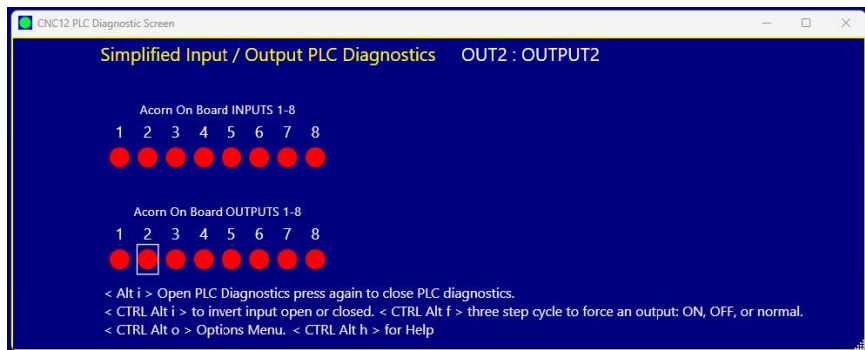 CNC12 PLC Diagnostic Screen
Simplified Input / Output PLC Diagnostics OUT2 : OUTPUT2
Acorn On Board INPUTS 1-8
1 2 3 4 5 6 7 8
Acorn On Board OUTPUTS 1-8
1 2 3 4 5 6 7 8
< Alt i > Open PLC Diagnostics press again to close PLC diagnostics.
< CTRL Alt i > to invert input open or closed. < CTRL Alt f > three step cycle to force an output: ON, OFF, or normal.
< CTRL Alt o > Options Menu. < CTRL Alt h > for Help